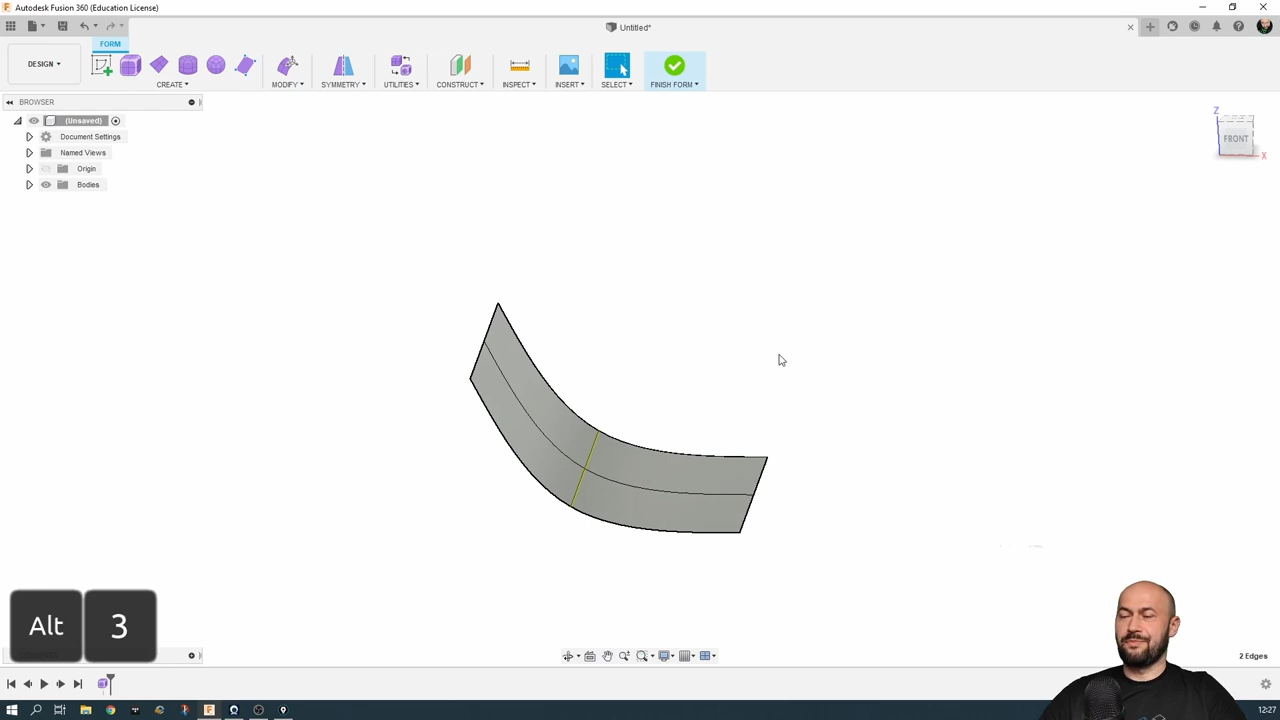 Autodesk Fusion 360 (Education License)
Untitled*
FORM
DESIGN
CREATE
MODIFY
SYMMETRY
UTILITIES
CONSTRUCT
INSPECT
INSERT
SELECT
FINISH FORM
BROWSER
(Unsaved)
Document Settings
Named Views
Origin
Bodies
Z
FRONT
X
Alt
3
2 Edges
12:27